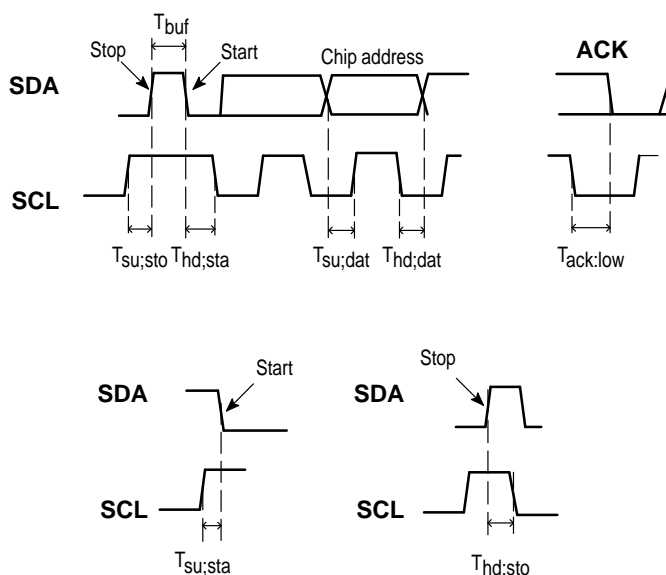 Tbuf
Stop
Start
Chip address
ACK
SDA
SCL
Tsu;sto
Thd;sta
Tsu;dat
Thd;dat
Tack:low
Start
Stop
SDA
SDA
SCL
SCL
Tsu;sta
Thd;sto